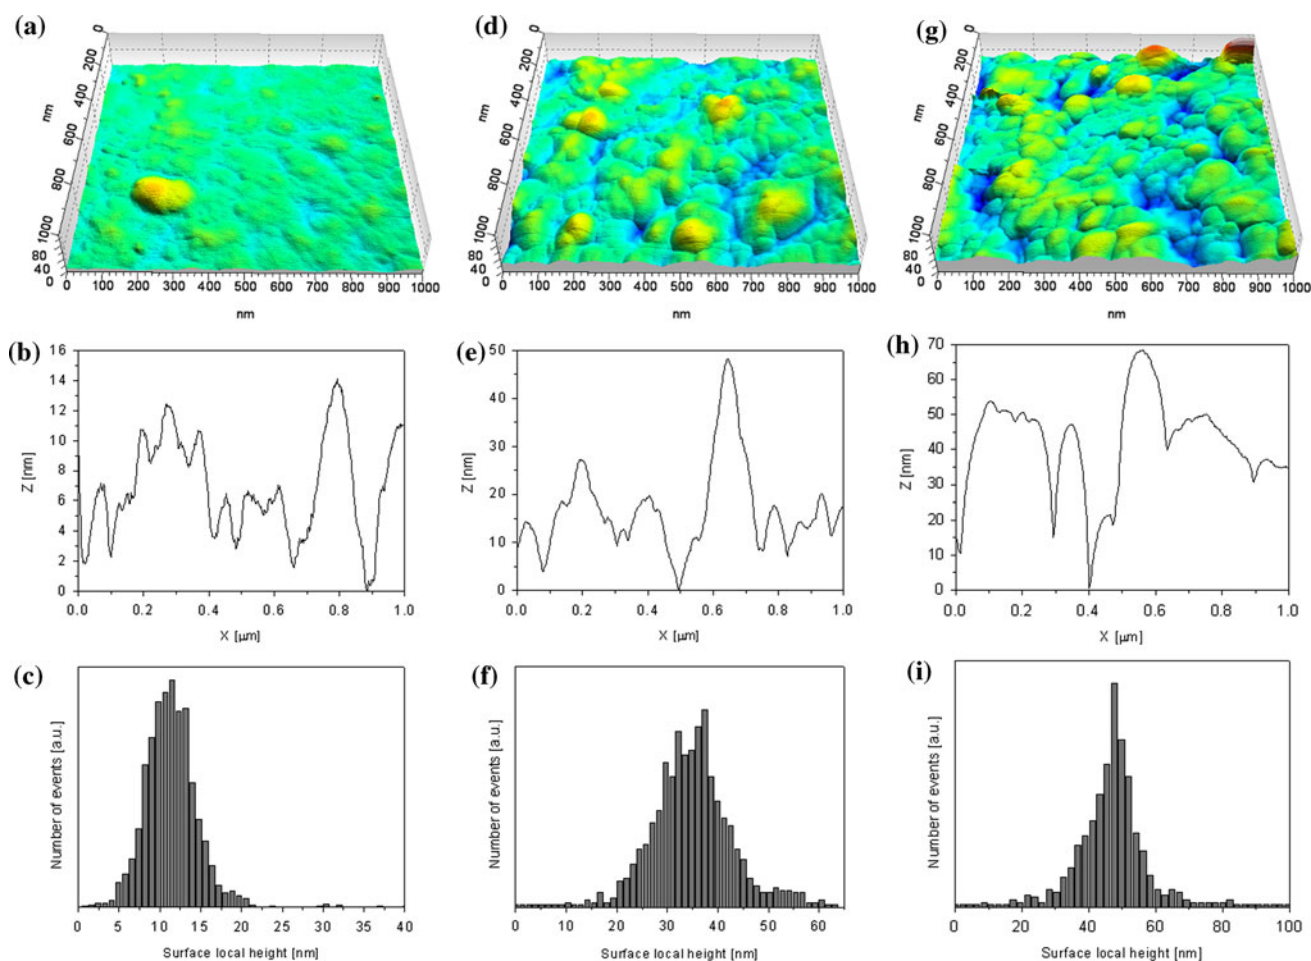 (a)
0
200
400
nm
600
800
1000
80
40
0
0 100 200 300 400 500 600 700 800 900 1000
nm
(d)
0
200
400
nm
600
800
1000
80
40
0
0 100 200 300 400 500 600 700 800 900 1000
nm
(g)
0
200
400
nm
600
800
1000
80
40
0
0 100 200 300 400 500 600 700 800 900 1000
nm
(b)
16
14
12
10
8
6
4
2
0
Z [nm]
0.0 0.2 0.4 0.6 0.8 1.0
X [µm]
(e)
50
40
30
20
10
0
Z [nm]
0.0 0.2 0.4 0.6 0.8 1.0
X [µm]
(h)
70
60
50
40
30
20
10
0
Z [nm]
0.0 0.2 0.4 0.6 0.8 1.0
X [µm]
(c)
Number of events [a.u.]
0 5 10 15 20 25 30 35 40
Surface local height [nm]
(f)
Number of events [a.u.]
0 10 20 30 40 50 60
Surface local height [nm]
(i)
Number of events [a.u.]
0 20 40 60 80 100
Surface local height [nm]